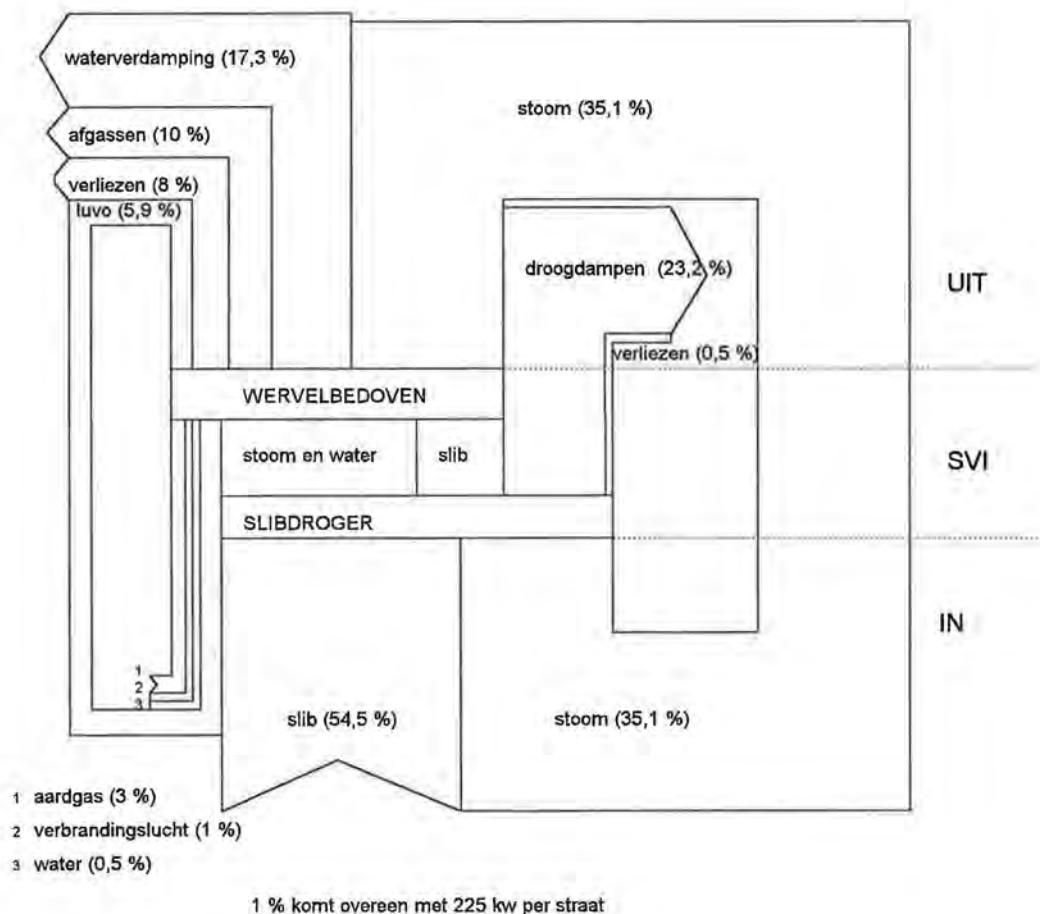 waterverdamping (17,3 %)
stoom (35,1 %)
afgassen (10 %)
verliezen (8 %)
luvo (5,9 %)
droogdampen (23,2 %)
UIT
verliezen (0,5 %)
WERVELBEDOVEN
stoom en water
slib
SVI
SLIBDROGER
IN
1
2
3
slib (54,5 %)
stoom (35,1 %)
1 aardgas (3 %)
2 verbrandingslucht (1 %)
3 water (0,5 %)
1 % komt overeen met 225 kw per straat